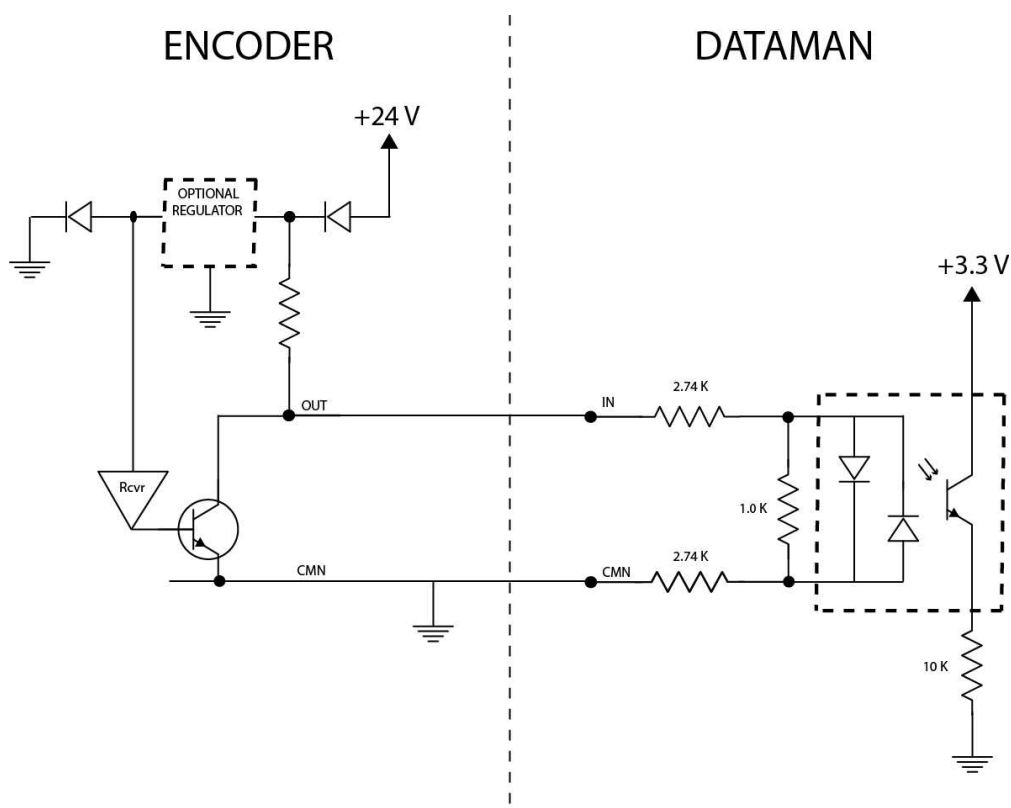 ENCODER
DATAMAN
+24 V
OPTIONAL
REGULATOR
+3.3 V
OUT
IN
2.74 K
Rcvr
1.0 K
CMN
CMN
2.74 K
10 K